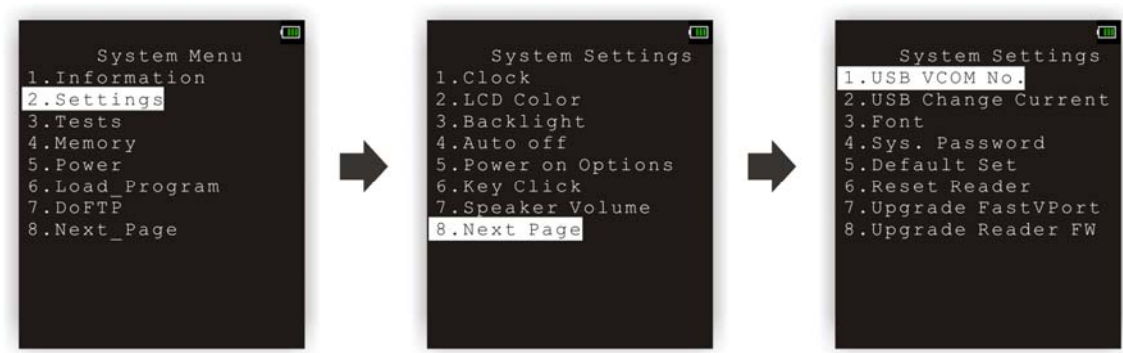 System Menu
1.Information
2.Settings
3.Tests
4.Memory
5.Power
6.Load_Program
7.DoFTP
8.Next_Page
System Settings
1.Clock
2.LCD Color
3.Backlight
4.Auto off
5.Power on Options
6.Key Click
7.Speaker Volume
8.Next Page
System Settings
1.USB VCOM No.
2.USB Change Current
3.Font
4.Sys. Password
5.Default Set
6.Reset Reader
7.Upgrade FastVPort
8.Upgrade Reader FW